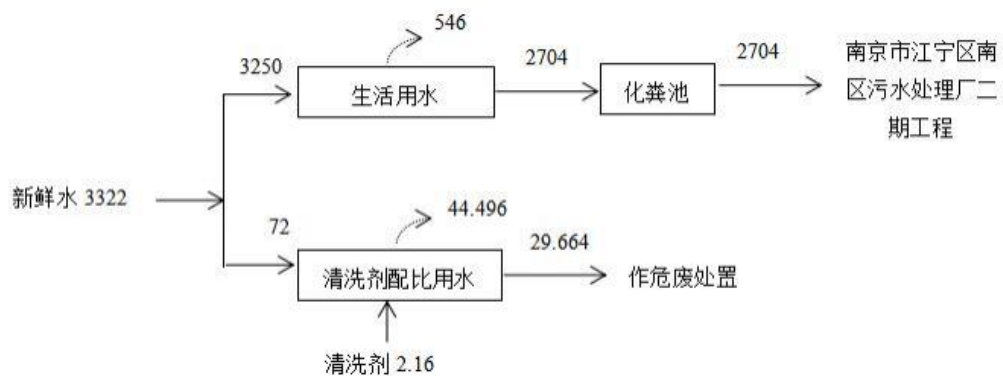 546
3250
2704
2704
生活用水
化粪池
南京市江宁区南
区污水处理厂二
期工程
新鲜水 3322
72
44.496
29.664
清洗剂配比用水
作危废处置
清洗剂 2.16